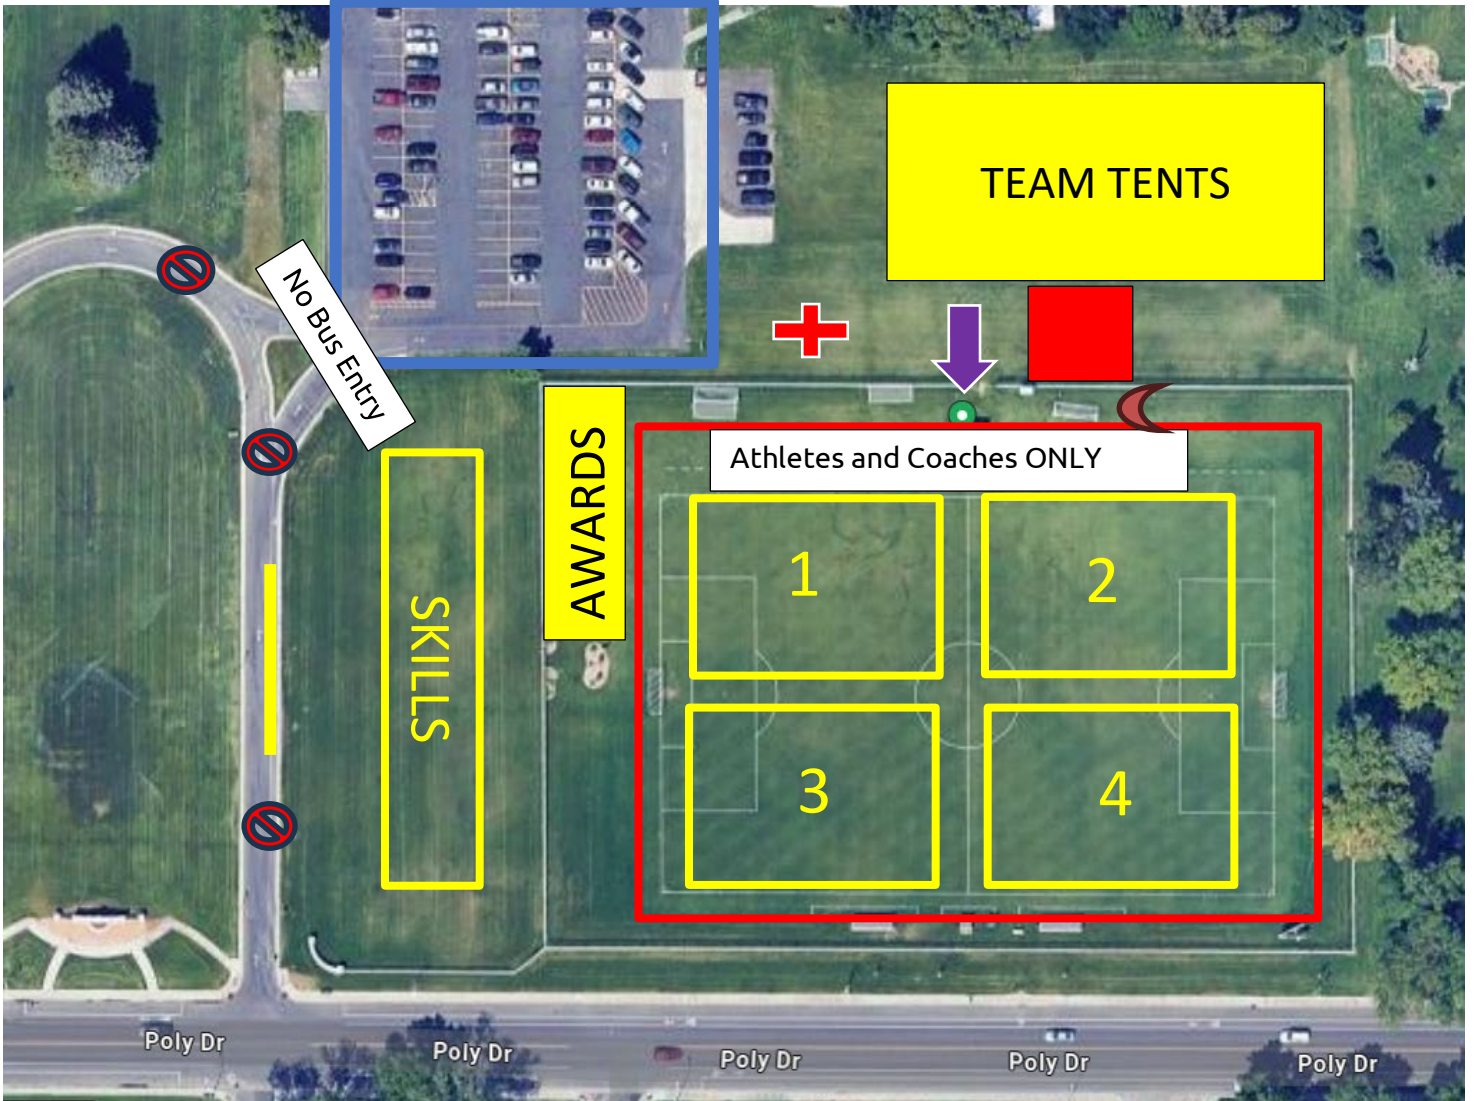 TEAM TENTS
No Bus Entry
AWARDS
Athletes and Coaches ONLY
1
2
SKILLS
3
4
Poly Dr
Poly Dr
Poly Dr
Poly Dr
Poly Dr